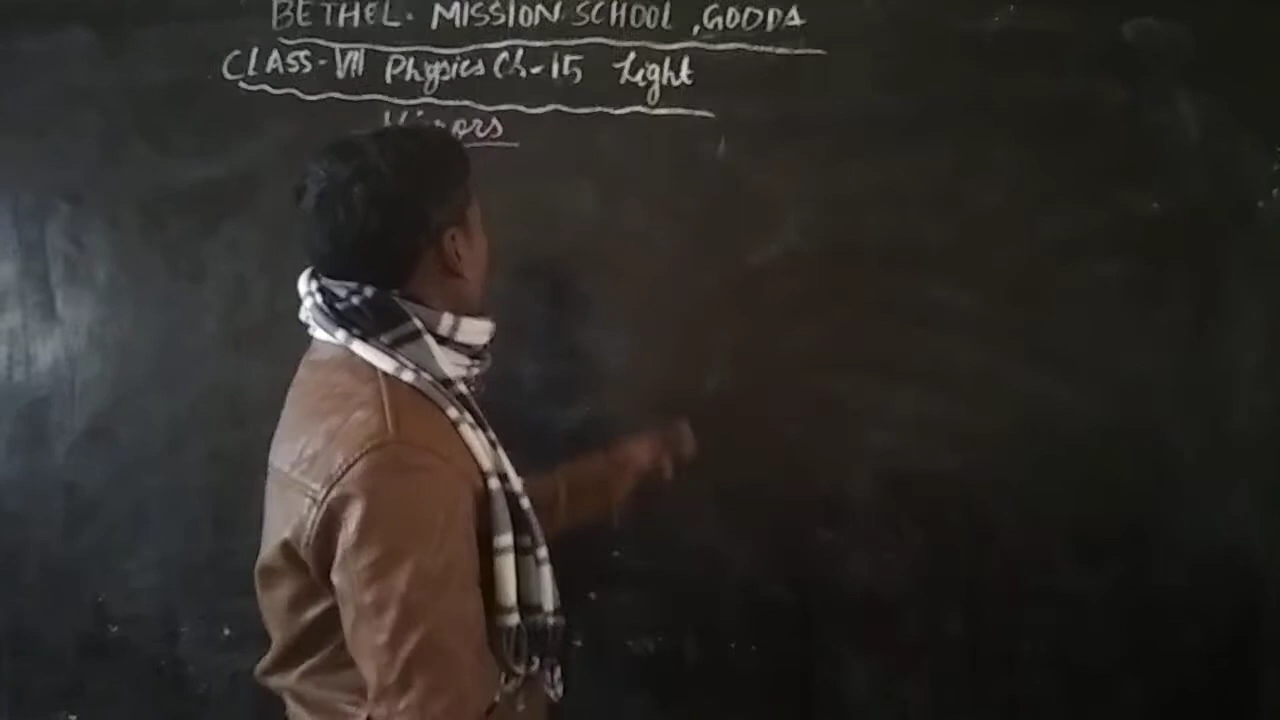 BETHEL. MISSION SCHOOL, GODDA
CLASS-VII Physics Ch-15 Light